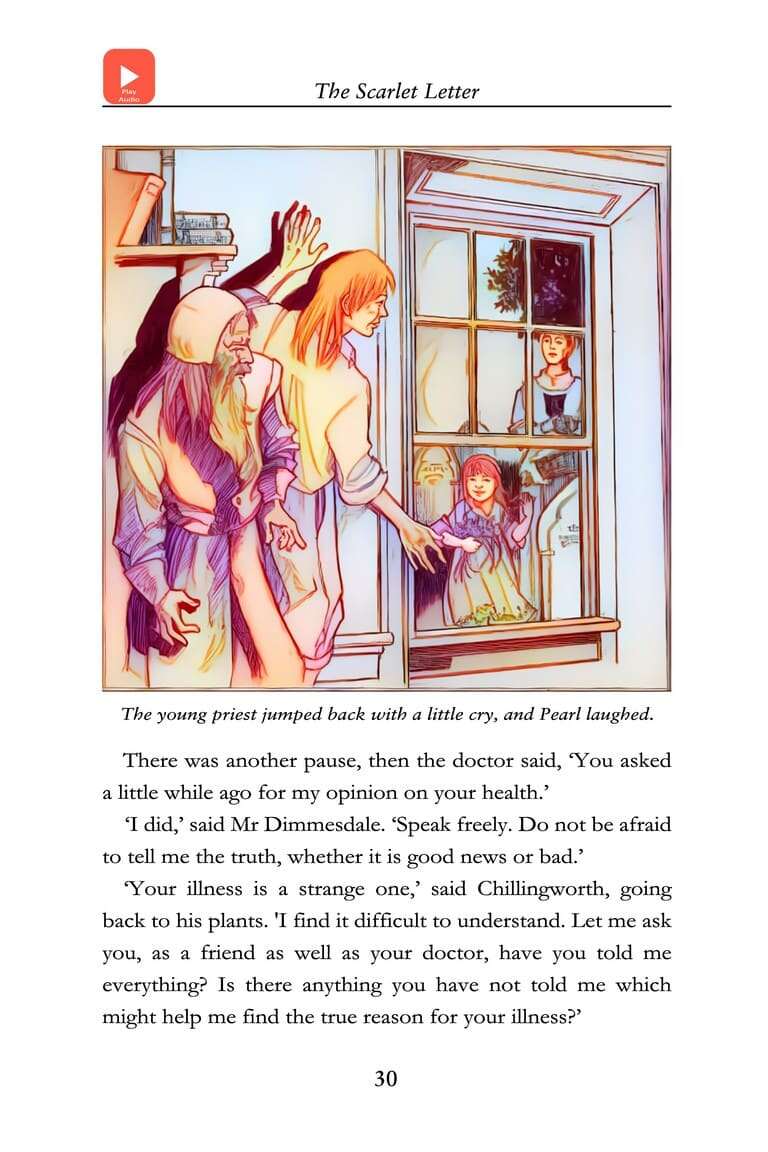 Play
Audio
The Scarlet Letter
The young priest jumped back with a little cry, and Pearl laughed.
There was another pause, then the doctor said, ‘You asked
a little while ago for my opinion on your health.’
‘I did,’ said Mr Dimmesdale. ‘Speak freely. Do not be afraid
to tell me the truth, whether it is good news or bad.’
‘Your illness is a strange one,’ said Chillingworth, going
back to his plants. 'I find it difficult to understand. Let me ask
you, as a friend as well as your doctor, have you told me
everything? Is there anything you have not told me which
might help me find the true reason for your illness?’
30